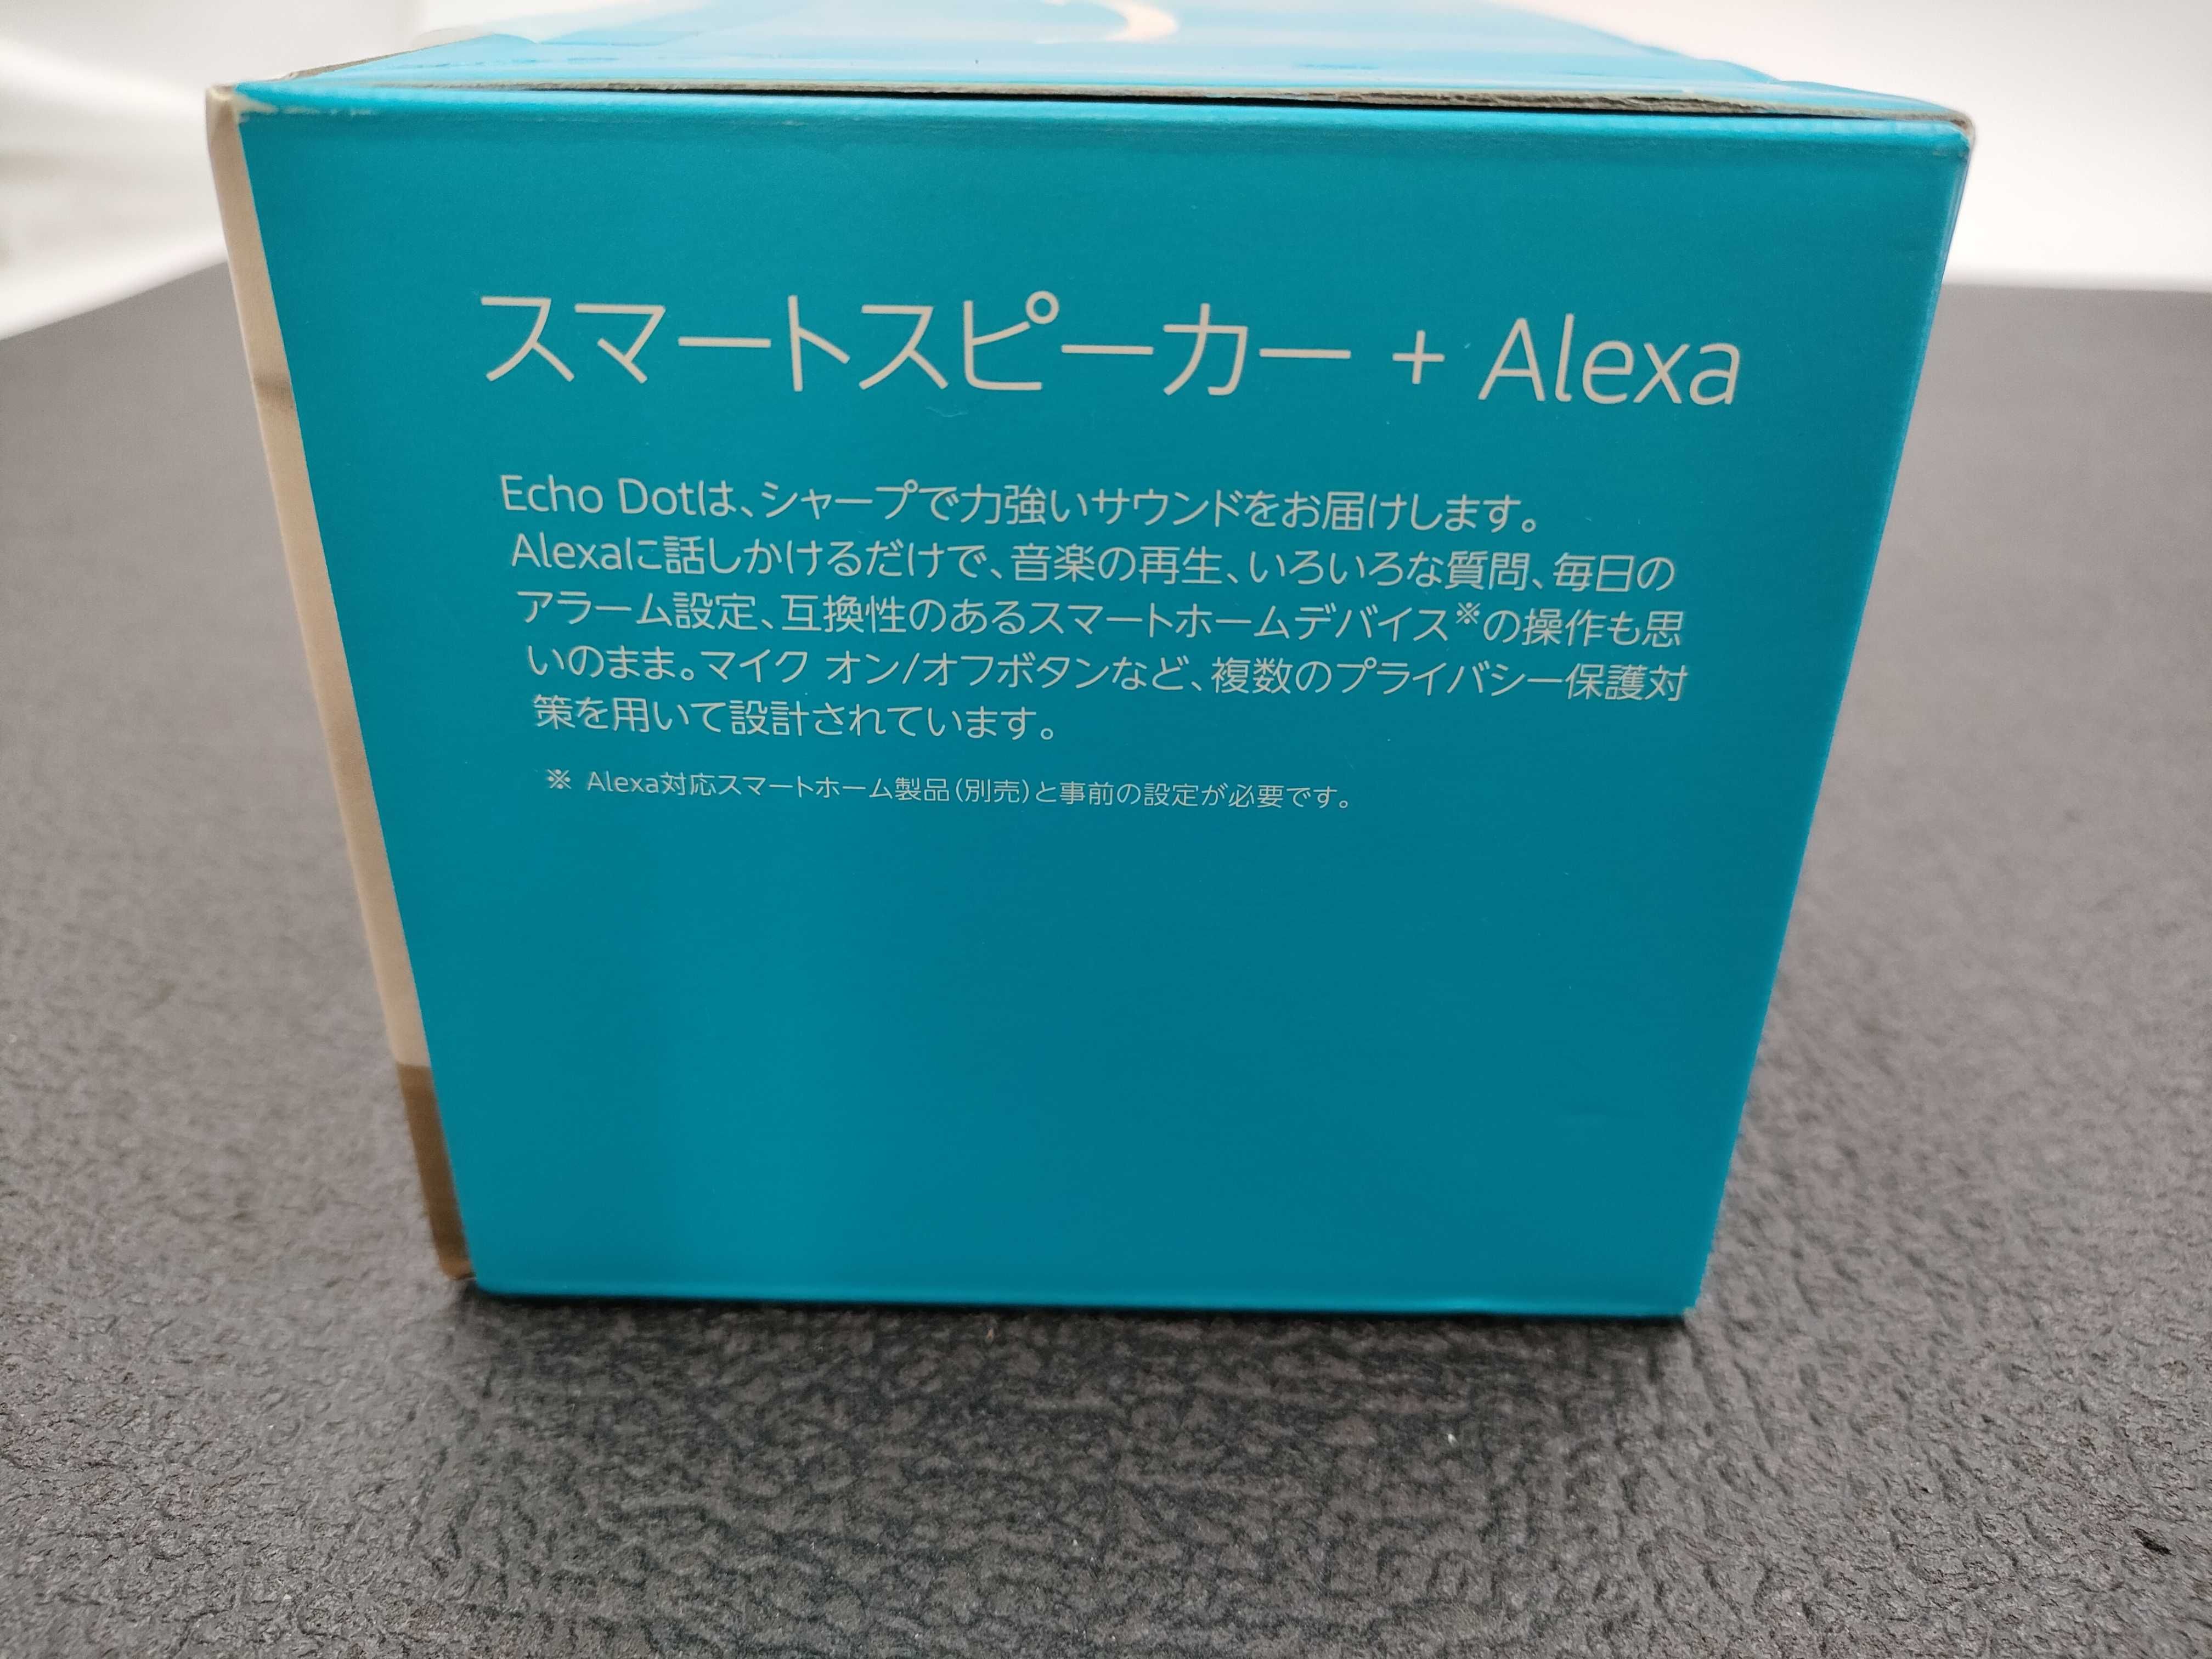 スマートスピーカー + Alexa
Echo Dotは、シャープで力強いサウンドをお届けします。
Alexaに話しかけるだけで、音楽の再生、いろいろな質問、毎日の
アラーム設定、互換性のあるスマートホームデバイス※の操作も思
いのまま。マイク オン/オフボタンなど、複数のプライバシー保護対
策を用いて設計されています。
※ Alexa対応スマートホーム製品(別売)と事前の設定が必要です。